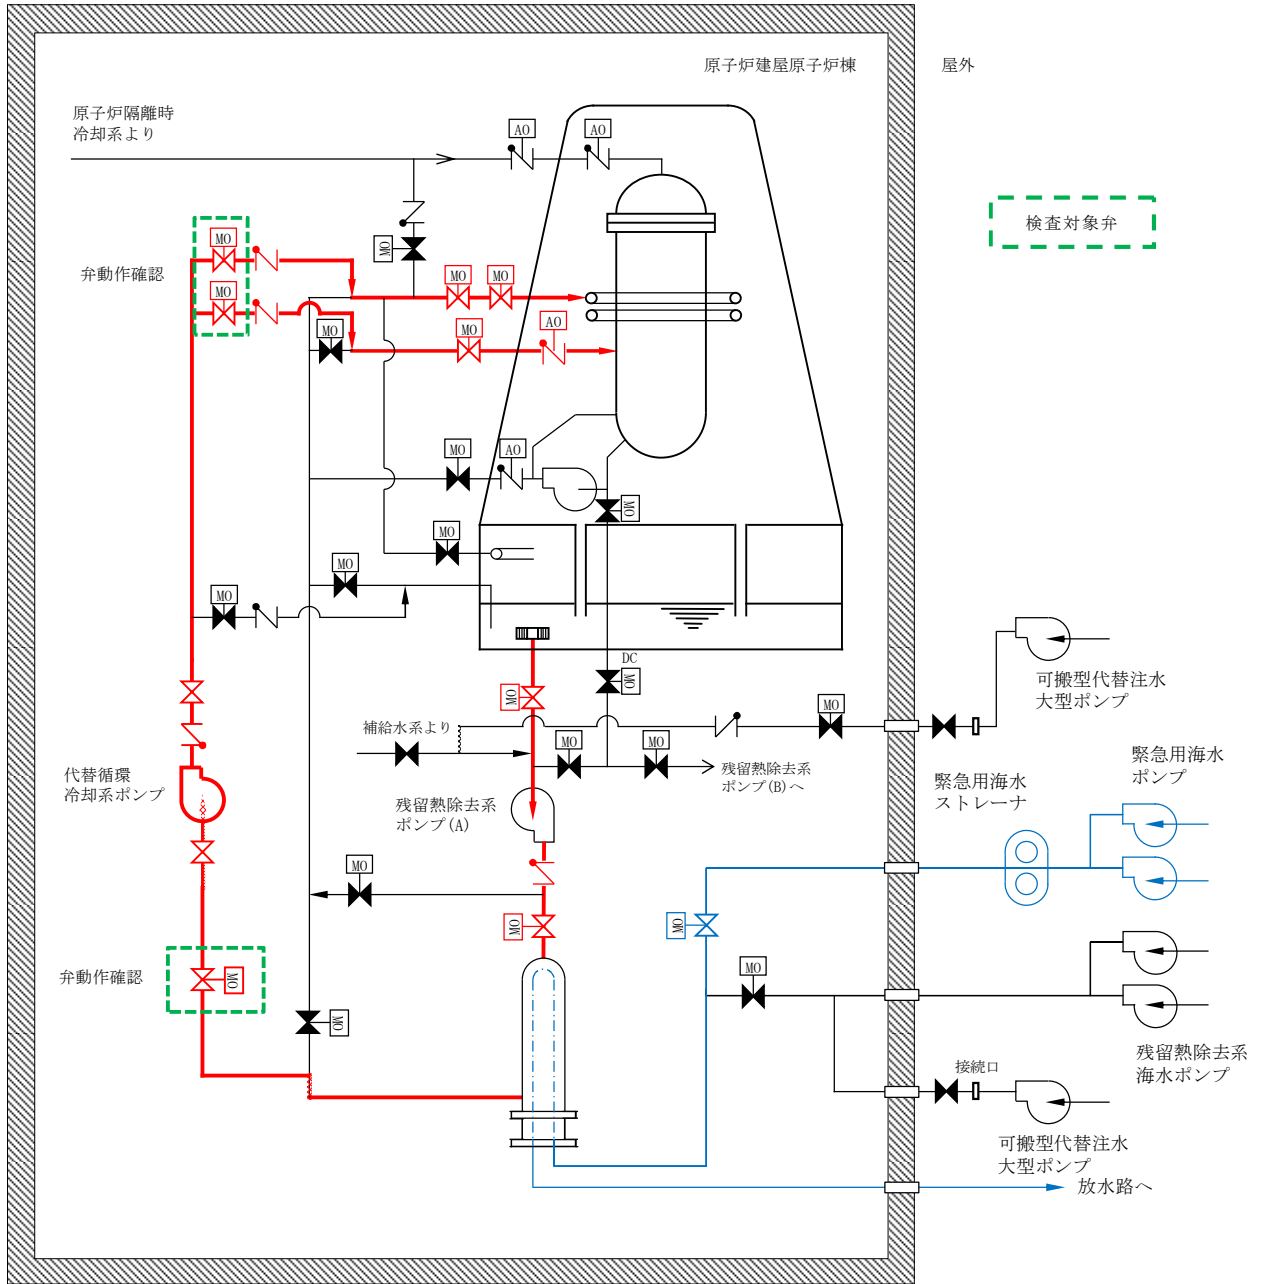 原子炉建屋原子炉棟
屋外
原子炉隔離時
冷却系より
AO
AO
検査対象弁
MO
MO
弁動作確認
MO
MO
MO
MO
AO
MO
MO
MO
AO
MO
MO
MO
MO
DC
MO
可搬型代替注水
大型ポンプ
MO
MO
補給水系より
MO
MO
残留熱除去系
ポンプ(B)へ
緊急用海水
ポンプ
代替循環
冷却系ポンプ
緊急用海水
ストレーナ
残留熱除去系
ポンプ(A)
MO
MO
MO
弁動作確認
MO
MO
MO
残留熱除去系
海水ポンプ
接続口
可搬型代替注水
大型ポンプ
放水路へ